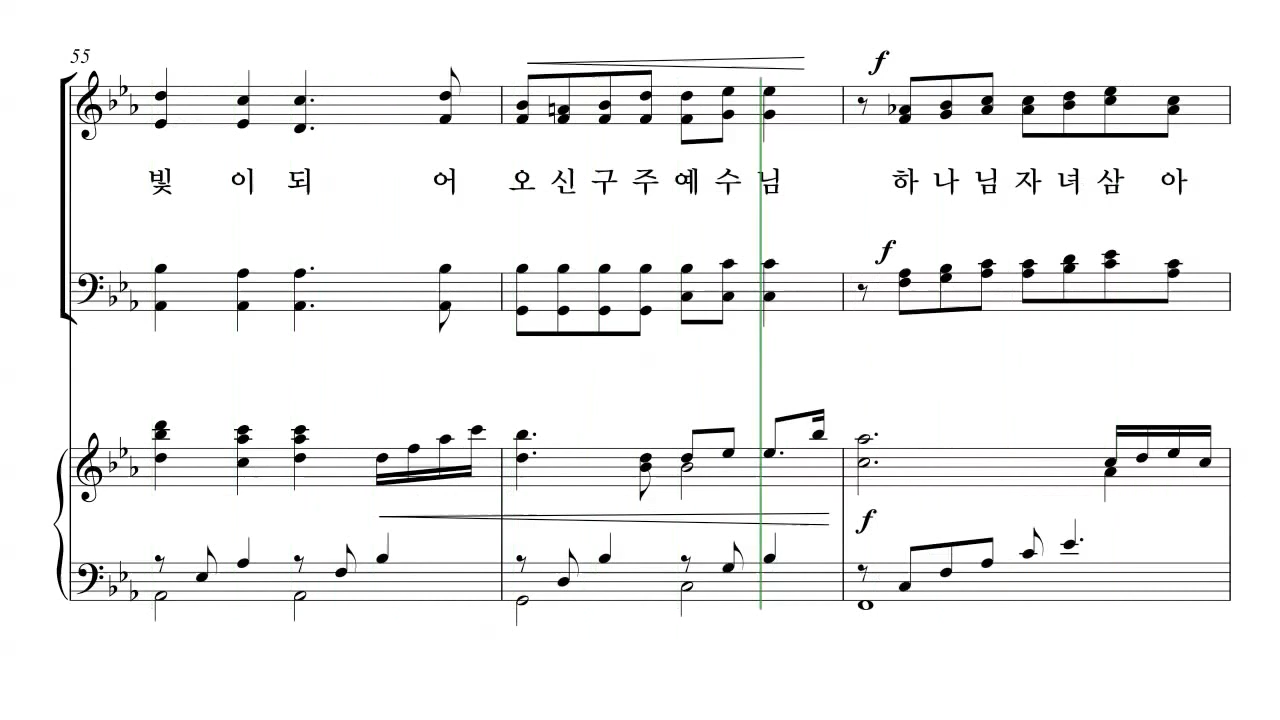 55
f
빛 이 되 어 오 신 구 주 예 수 님 하 나 님 자 녀 삼 아
f
f